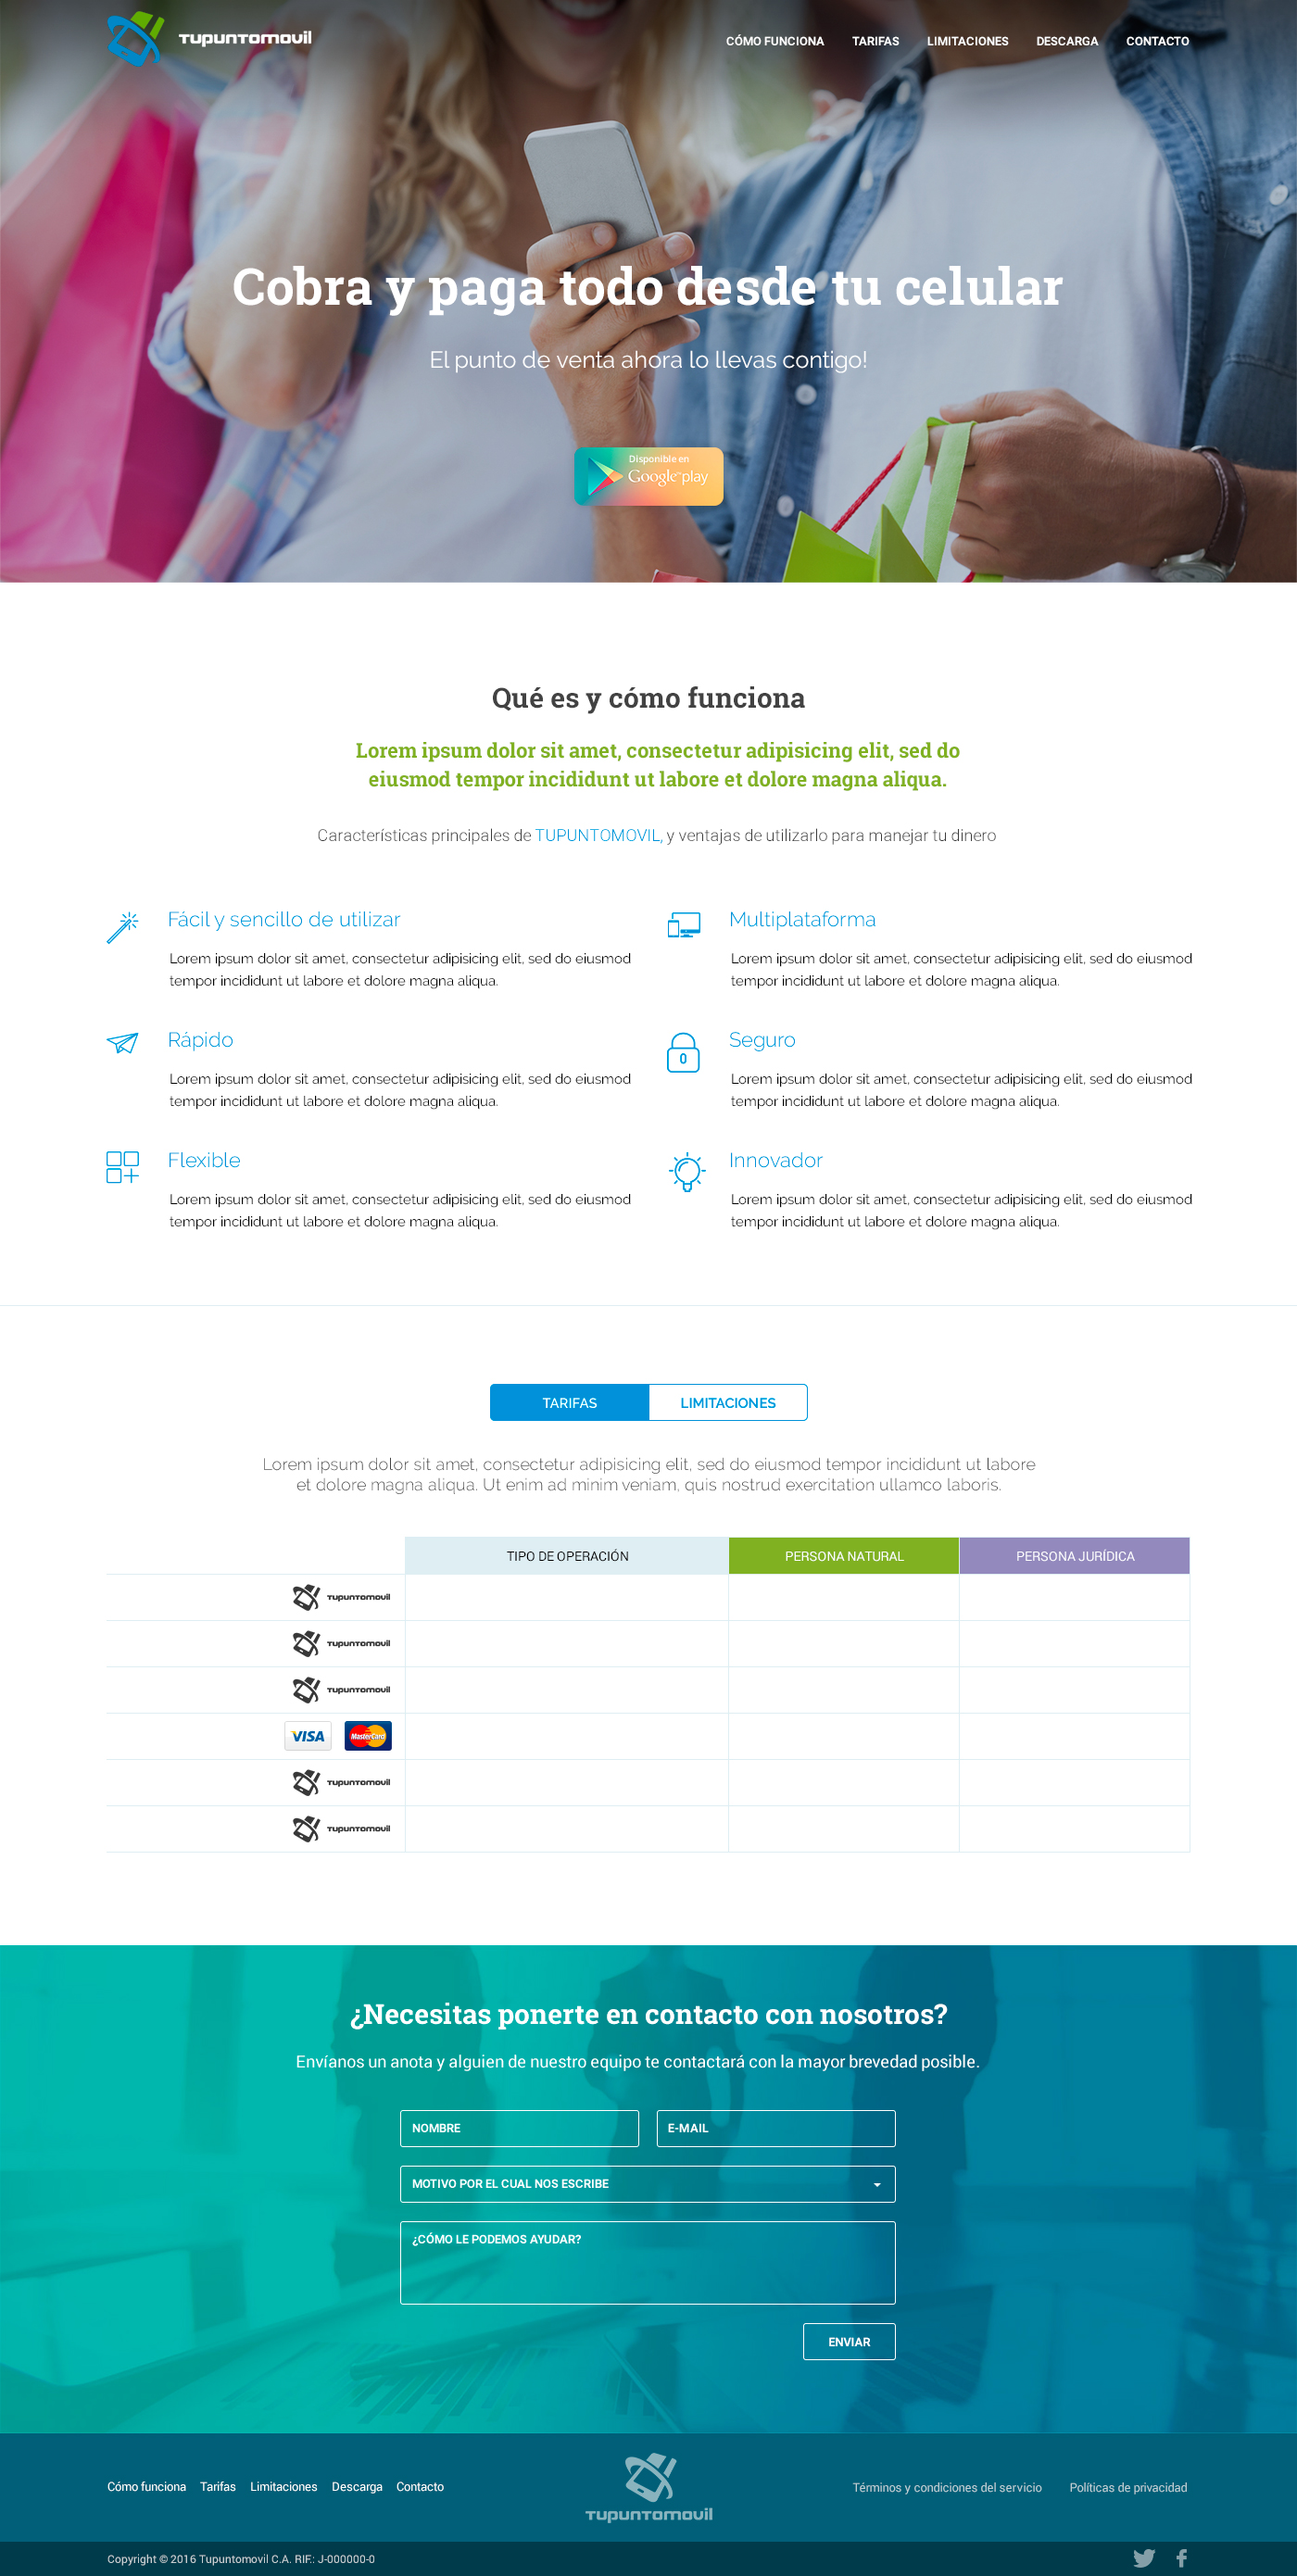 tupuntomovil
CÓMO FUNCIONA TARIFAS LIMITACIONES DESCARGA CONTACTO
Cobra y paga todo desde tu celular
El punto de venta ahora lo llevas contigo!
Disponible en
Google play
Qué es y cómo funciona
Lorem ipsum dolor sit amet, consectetur adipisicing elit, sed do
eiusmod tempor incididunt ut labore et dolore magna aliqua.
Características principales de TUPUNTOMOVIL, y ventajas de utilizarlo para manejar tu dinero
Fácil y sencillo de utilizar
Lorem ipsum dolor sit amet, consectetur adipisicing elit, sed do eiusmod
tempor incididunt ut labore et dolore magna aliqua.
Multiplataforma
Lorem ipsum dolor sit amet, consectetur adipisicing elit, sed do eiusmod
tempor incididunt ut labore et dolore magna aliqua.
Rápido
Lorem ipsum dolor sit amet, consectetur adipisicing elit, sed do eiusmod
tempor incididunt ut labore et dolore magna aliqua.
Seguro
Lorem ipsum dolor sit amet, consectetur adipisicing elit, sed do eiusmod
tempor incididunt ut labore et dolore magna aliqua.
Flexible
Lorem ipsum dolor sit amet, consectetur adipisicing elit, sed do eiusmod
tempor incididunt ut labore et dolore magna aliqua.
Innovador
Lorem ipsum dolor sit amet, consectetur adipisicing elit, sed do eiusmod
tempor incididunt ut labore et dolore magna aliqua.
TARIFAS LIMITACIONES
Lorem ipsum dolor sit amet, consectetur adipisicing elit, sed do eiusmod tempor incididunt ut labore
et dolore magna aliqua. Ut enim ad minim veniam, quis nostrud exercitation ullamco laboris.
TIPO DE OPERACIÓN PERSONA NATURAL PERSONA JURÍDICA
tupuntomovil
tupuntomovil
tupuntomovil
VISA MasterCard
tupuntomovil
tupuntomovil
¿Necesitas ponerte en contacto con nosotros?
Envíanos un anota y alguien de nuestro equipo te contactará con la mayor brevedad posible.
NOMBRE E-MAIL
MOTIVO POR EL CUAL NOS ESCRIBE
¿CÓMO LE PODEMOS AYUDAR?
ENVIAR
Cómo funciona Tarifas Limitaciones Descarga Contacto
tupuntomovil
Términos y condiciones del servicio Políticas de privacidad
Copyright © 2016 Tupuntomovil C.A. RIF.: J-000000-0